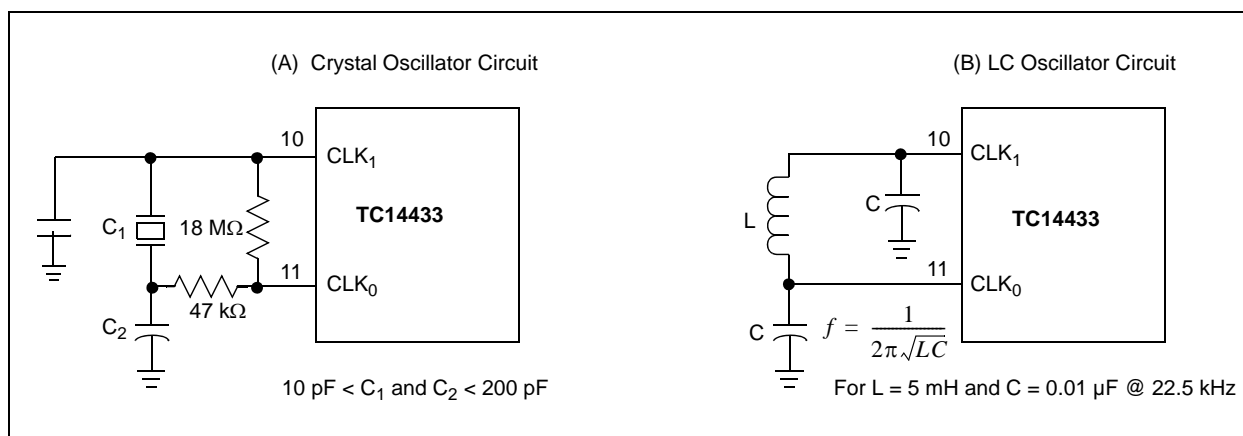 (A) Crystal Oscillator Circuit
10
CLK₁
C₁
18 MΩ
TC14433
11
CLK₀
47 kΩ
C₂
10 pF < C₁ and C₂ < 200 pF
(B) LC Oscillator Circuit
10
CLK₁
C
L
TC14433
11
CLK₀
C
f = 1 / 2π√LC
For L = 5 mH and C = 0.01 µF @ 22.5 kHz